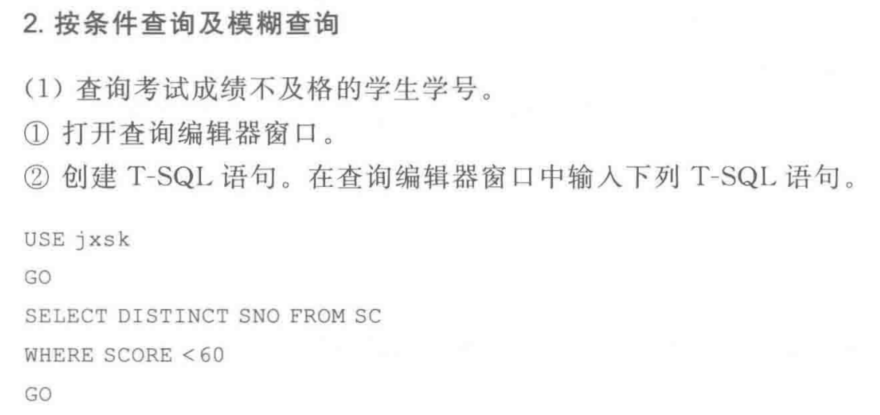 2. 按条件查询及模糊查询
(1) 查询考试成绩不及格的学生学号。
① 打开查询编辑器窗口。
② 创建 T-SQL 语句。在查询编辑器窗口中输入下列 T-SQL 语句。
USE jxsk
GO
SELECT DISTINCT SNO FROM SC
WHERE SCORE <60
GO